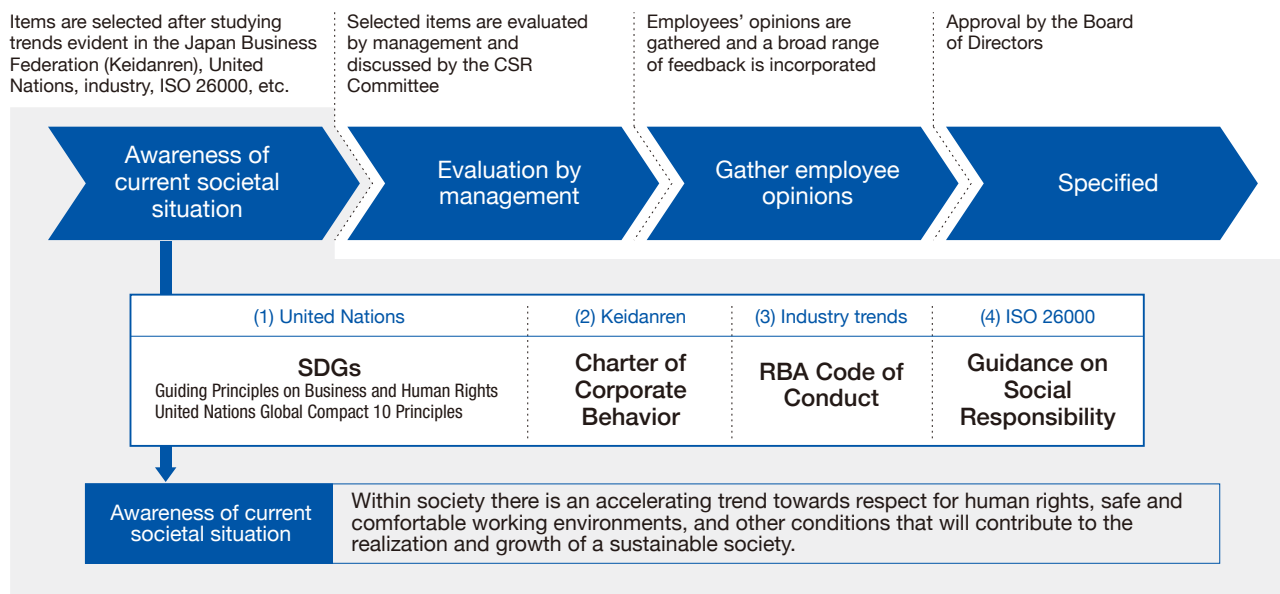 Items are selected after studying
trends evident in the Japan Business
Federation (Keidanren), United
Nations, industry, ISO 26000, etc.
Selected items are evaluated
by management and
discussed by the CSR
Committee
Employees’ opinions are
gathered and a broad range
of feedback is incorporated
Approval by the Board
of Directors
Awareness of
current societal
situation
Evaluation by
management
Gather employee
opinions
Specified
(1) United Nations
SDGs
Guiding Principles on Business and Human Rights
United Nations Global Compact 10 Principles
(2) Keidanren
Charter of
Corporate
Behavior
(3) Industry trends
RBA Code of
Conduct
(4) ISO 26000
Guidance on
Social
Responsibility
Awareness of current
societal situation
Within society there is an accelerating trend towards respect for human rights, safe and
comfortable working environments, and other conditions that will contribute to the
realization and growth of a sustainable society.